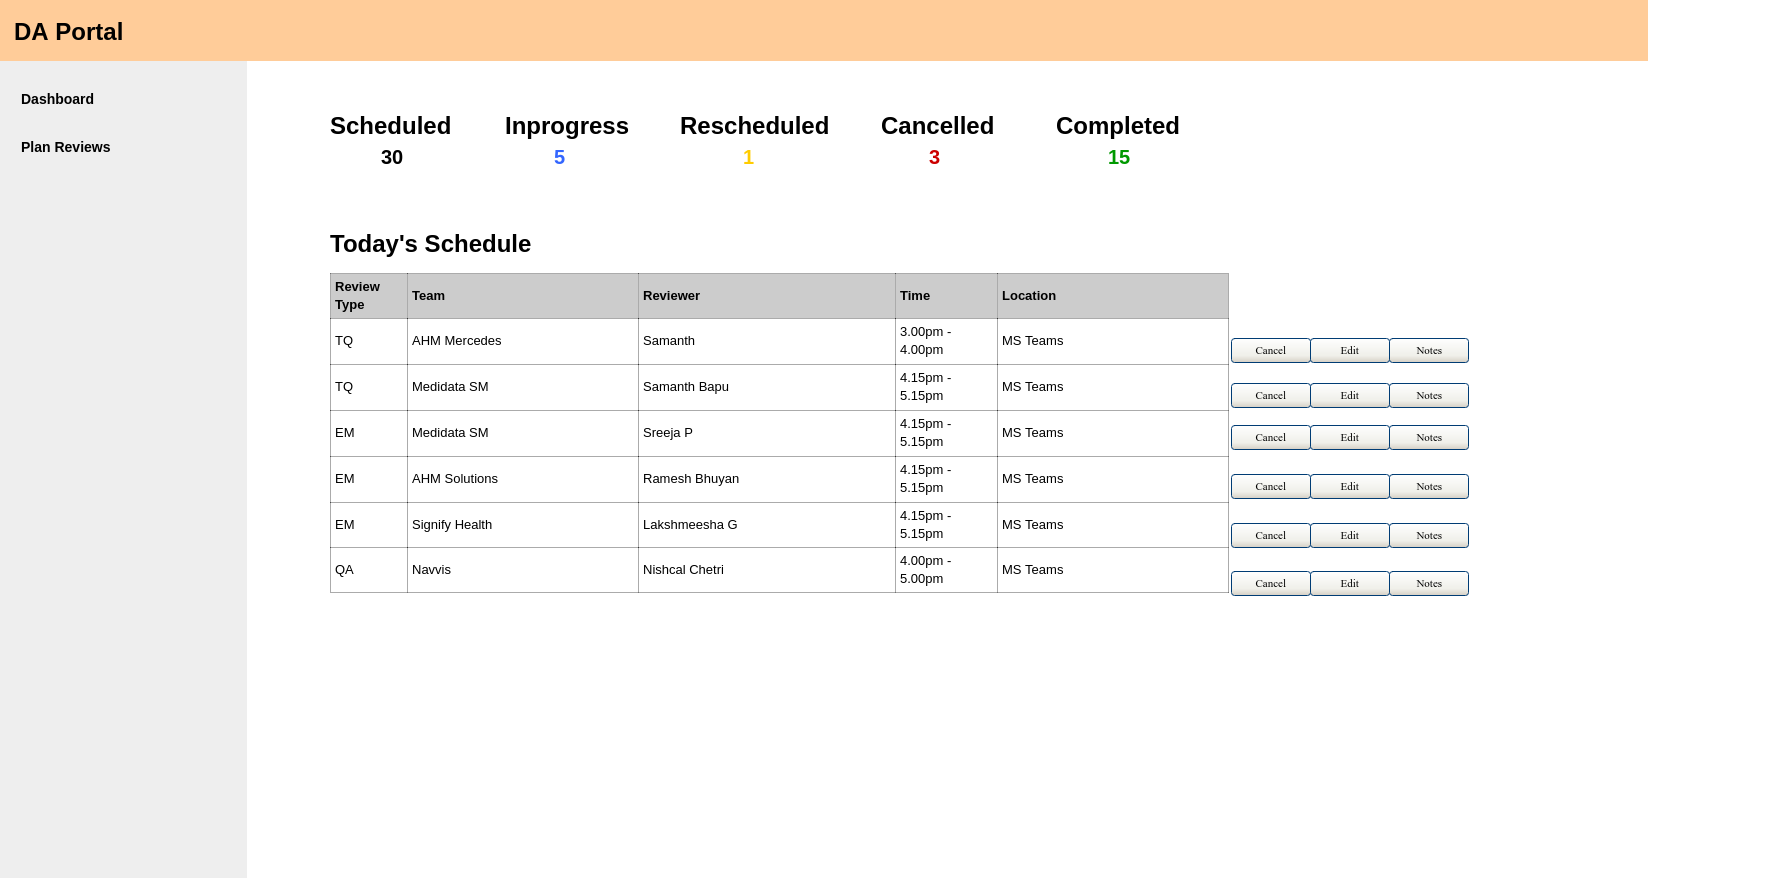 DA Portal
Dashboard
Plan Reviews
Scheduled Inprogress Rescheduled Cancelled Completed
30 5 1 3 15
Today's Schedule
Review Type Team Reviewer Time Location
TQ AHM Mercedes Samanth 3.00pm - 4.00pm MS Teams Cancel Edit Notes
TQ Medidata SM Samanth Bapu 4.15pm - 5.15pm MS Teams Cancel Edit Notes
EM Medidata SM Sreeja P 4.15pm - 5.15pm MS Teams Cancel Edit Notes
EM AHM Solutions Ramesh Bhuyan 4.15pm - 5.15pm MS Teams Cancel Edit Notes
EM Signify Health Lakshmeesha G 4.15pm - 5.15pm MS Teams Cancel Edit Notes
QA Navvis Nishcal Chetri 4.00pm - 5.00pm MS Teams Cancel Edit Notes